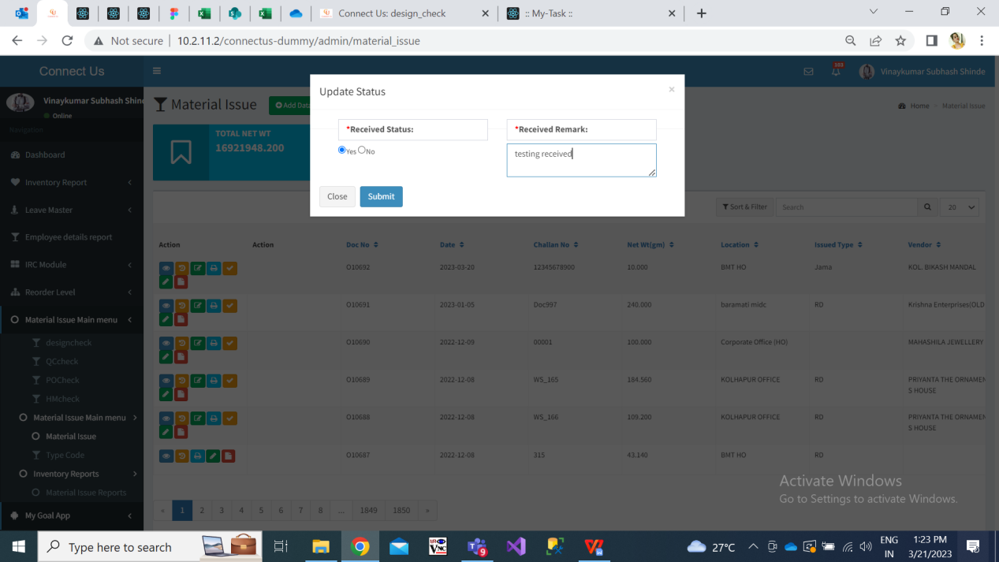 Connect Us: design_check
:: My-Task ::
Not secure
10.2.11.2/connectus-dummy/admin/material_issue
Connect Us
183
Vinaykumar Subhash Shinde
Vinaykumar Subhash Shind
Online
Navigation
Material Issue
Add Data
Home
Material Issue
Update Status
×
*Received Status:
*Received Remark:
Yes No
testing received
Close
Submit
TOTAL NET WT
16921948.200
Dashboard
Inventory Report
Leave Master
Employee details report
IRC Module
Reorder Level
Material Issue Main menu
designcheck
QCcheck
POCheck
HMcheck
Material Issue Main menu
Material Issue
Type Code
Inventory Reports
Material Issue Reports
My Goal App
Sort & Filter
Search
20
Action Action Doc No Date Challan No Net Wt(gm) Location Issued Type Vendor
O10692 2023-03-20 12345678900 10.000 BMT HO Jama KOL. BIKASH MANDAL
O10691 2023-01-05 Doc997 240.000 baramati midc RD Krishna Enterprises(OLD
O10690 2022-12-09 00001 100.000 Corporate Office (HO) MAHASHILA JEWELLERY
O10689 2022-12-08 WS_165 184.560 KOLHAPUR OFFICE RD PRIYANTA THE ORNAMEN
S HOUSE
O10688 2022-12-08 WS_166 109.200 KOLHAPUR OFFICE RD PRIYANTA THE ORNAMEN
S HOUSE
O10687 2022-12-08 315 43.140 BMT HO RD
« 1 2 3 4 5 6 7 8 ... 1849 1850 »
Activate Windows
Go to Settings to activate Windows.
Type here to search
VNC
9
27°C
ENG
IN
1:23 PM
3/21/2023